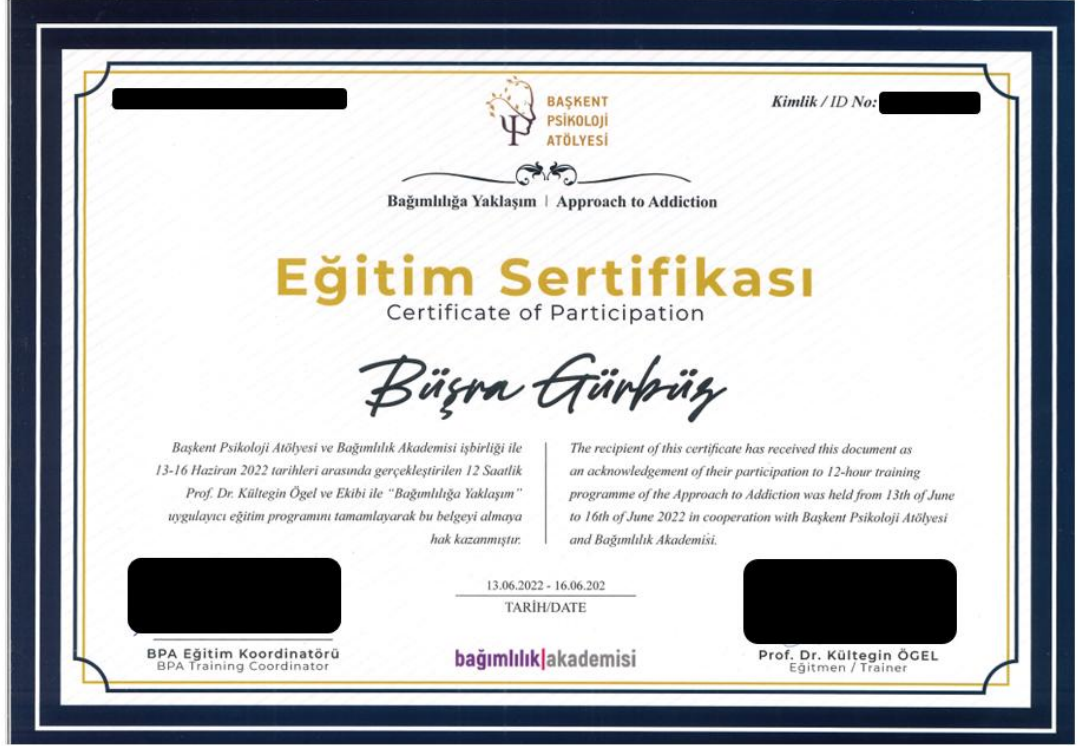 BAŞKENT
PSİKOLOJİ
ATÖLYESİ
Kimlik / ID No:
Bağımlılığa Yaklaşım | Approach to Addiction
Eğitim Sertifikası
Certificate of Participation
Büşra Gürbüz
Başkent Psikoloji Atölyesi ve Bağımlılık Akademisi işbirliği ile
13-16 Haziran 2022 tarihleri arasında gerçekleştirilen 12 Saatlik
Prof. Dr. Kültegin Ögel ve Ekibi ile “Bağımlılığa Yaklaşım”
uygulayıcı eğitim programını tamamlayarak bu belgeyi almaya
hak kazanmıştır.
The recipient of this certificate has received this document as
an acknowledgement of their participation to 12-hour training
programme of the Approach to Addiction was held from 13th of June
to 16th of June 2022 in cooperation with Başkent Psikoloji Atölyesi
and Bağımlılık Akademisi.
13.06.2022 - 16.06.202
TARİH/DATE
BPA Eğitim Koordinatörü
BPA Training Coordinator
bağımlılık|akademisi
Prof. Dr. Kültegin ÖGEL
Eğitmen / Trainer